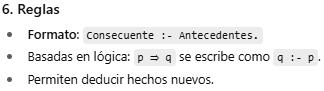 6. Reglas
• Formato: Consecuente :- Antecedentes.
• Basadas en lógica: p ⇒ q se escribe como q :- p.
• Permiten deducir hechos nuevos.